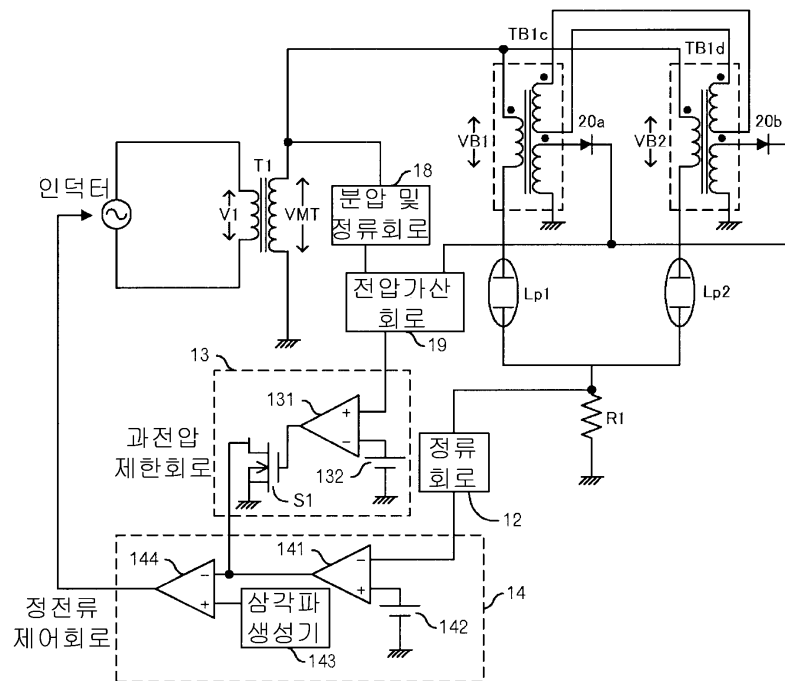 TB1c
TB1d
20a
20b
VB1
VB2
T1
18
인덕터
V1
VMT
분압 및
정류회로
전압가산
회로
Lp1
Lp2
19
13
131
R1
과전압
제한회로
132
S1
정류
회로
12
144
141
14
정전류
제어회로
삼각파
생성기
142
143
+
−
−
+
−
+